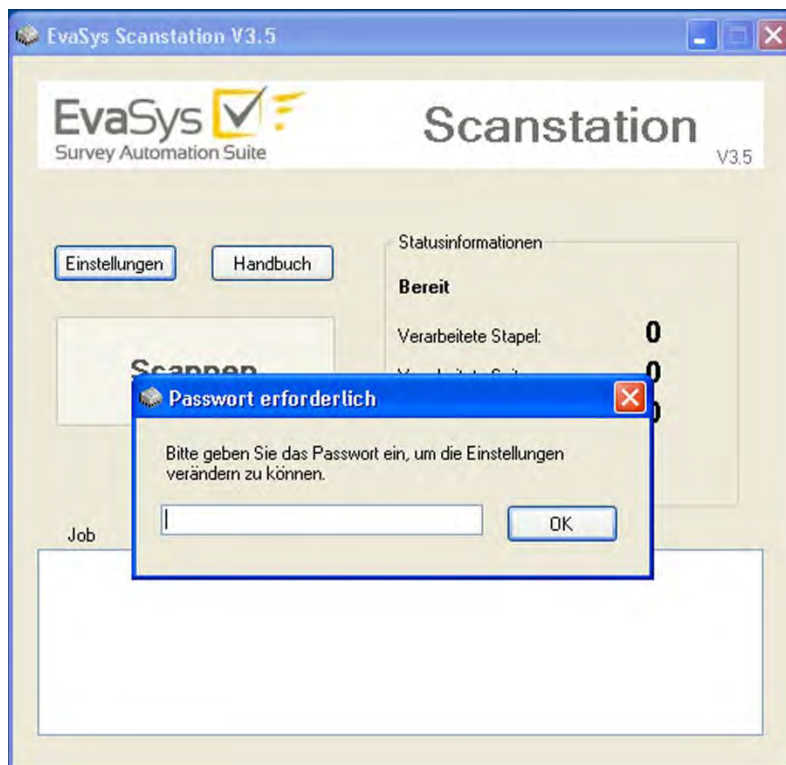 EvaSys Scanstation V3.5
EvaSys
Survey Automation Suite
Scanstation
V3.5
Einstellungen
Handbuch
Statusinformationen
Bereit
Verarbeitete Stapel: 0
0
Scannen
Passwort erforderlich
Bitte geben Sie das Passwort ein, um die Einstellungen
verändern zu können.
OK
Job